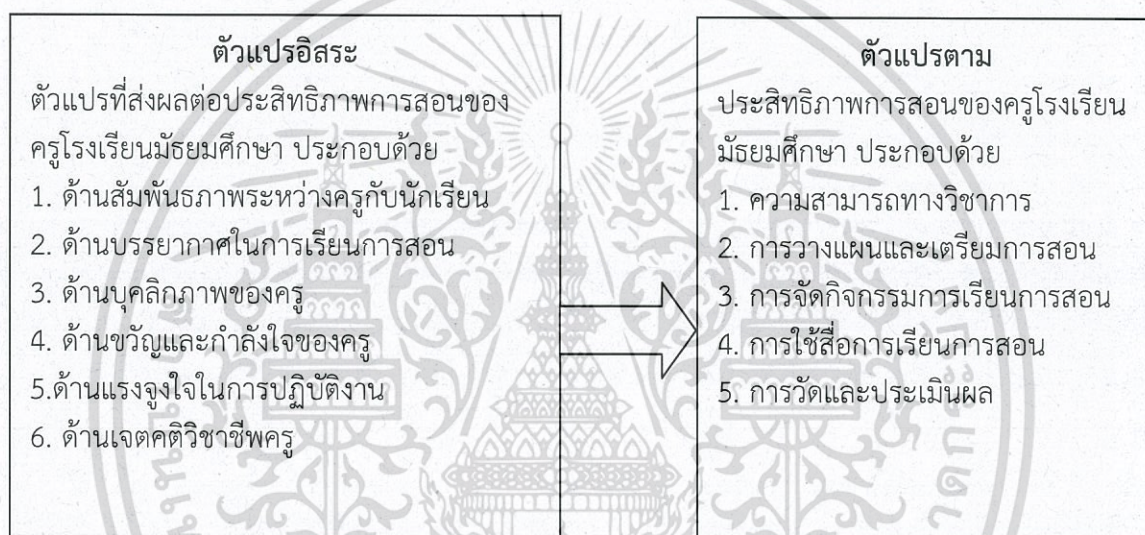 ตัวแปรอิสระ
ตัวแปรที่ส่งผลต่อประสิทธิภาพการสอนของ
ครูโรงเรียนมัธยมศึกษา ประกอบด้วย
1. ด้านสัมพันธภาพระหว่างครูกับนักเรียน
2. ด้านบรรยากาศในการเรียนการสอน
3. ด้านบุคลิกภาพของครู
4. ด้านขวัญและกำลังใจของครู
5.ด้านแรงจูงใจในการปฏิบัติงาน
6. ด้านเจตคติวิชาชีพครู
ตัวแปรตาม
ประสิทธิภาพการสอนของครูโรงเรียน
มัธยมศึกษา ประกอบด้วย
1. ความสามารถทางวิชาการ
2. การวางแผนและเตรียมการสอน
3. การจัดกิจกรรมการเรียนการสอน
4. การใช้สื่อการเรียนการสอน
5. การวัดและประเมินผล